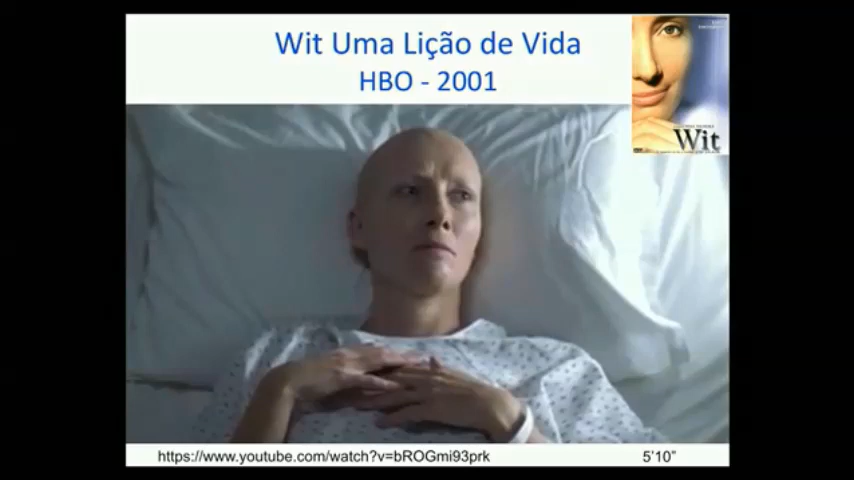 Wit Uma Lição de Vida
HBO - 2001
Wit
https://www.youtube.com/watch?v=bROGmi93prk
5'10"